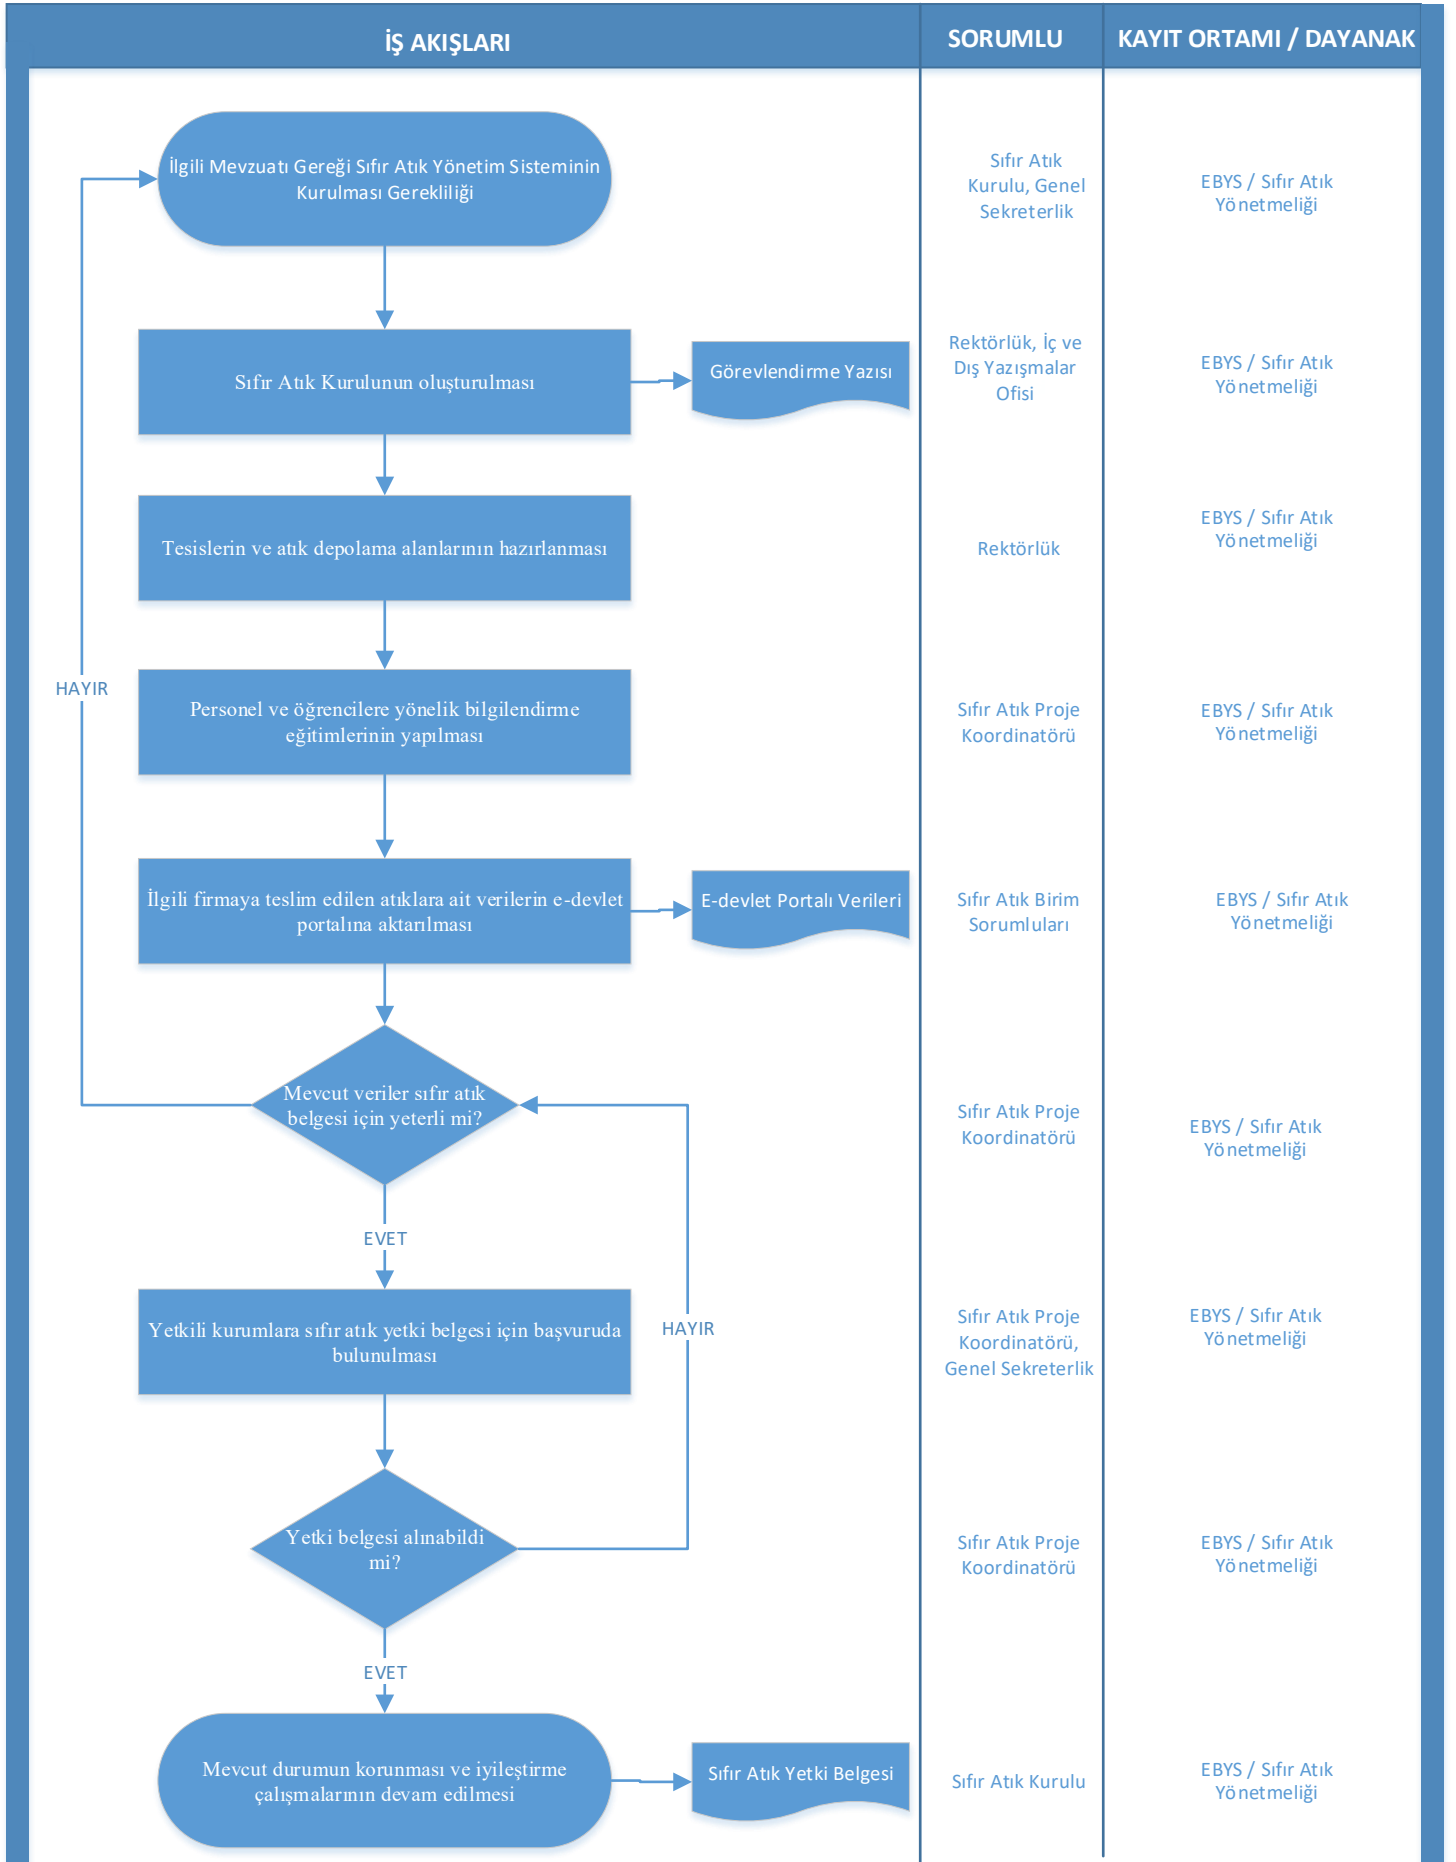 İŞ AKIŞLARI
SORUMLU
KAYIT ORTAMI / DAYANAK
İlgili Mevzuatı Gereği Sıfır Atık Yönetim Sisteminin
Kurulması Gerekliliği
Sıfır Atık
Kurulu, Genel
Sekreterlik
EBYS / Sıfır Atık
Yönetmeliği
Sıfır Atık Kurulunun oluşturulması
Görevlendirme Yazısı
Rektörlük, İç ve
Dış Yazışmalar
Ofisi
EBYS / Sıfır Atık
Yönetmeliği
Tesislerin ve atık depolama alanlarının hazırlanması
Rektörlük
EBYS / Sıfır Atık
Yönetmeliği
HAYIR
Personel ve öğrencilere yönelik bilgilendirme
eğitimlerinin yapılması
Sıfır Atık Proje
Koordinatörü
EBYS / Sıfır Atık
Yönetmeliği
İlgili firmaya teslim edilen atıklara ait verilerin e-devlet
portalına aktarılması
E-devlet Portalı Verileri
Sıfır Atık Birim
Sorumluları
EBYS / Sıfır Atık
Yönetmeliği
Mevcut veriler sıfır atık
belgesi için yeterli mi?
Sıfır Atık Proje
Koordinatörü
EBYS / Sıfır Atık
Yönetmeliği
EVET
Yetkili kurumlara sıfır atık yetki belgesi için başvuruda
bulunulması
HAYIR
Sıfır Atık Proje
Koordinatörü,
Genel Sekreterlik
EBYS / Sıfır Atık
Yönetmeliği
Yetki belgesi alınabildi
mi?
Sıfır Atık Proje
Koordinatörü
EBYS / Sıfır Atık
Yönetmeliği
EVET
Mevcut durumun korunması ve iyileştirme
çalışmalarının devam edilmesi
Sıfır Atık Yetki Belgesi
Sıfır Atık Kurulu
EBYS / Sıfır Atık
Yönetmeliği